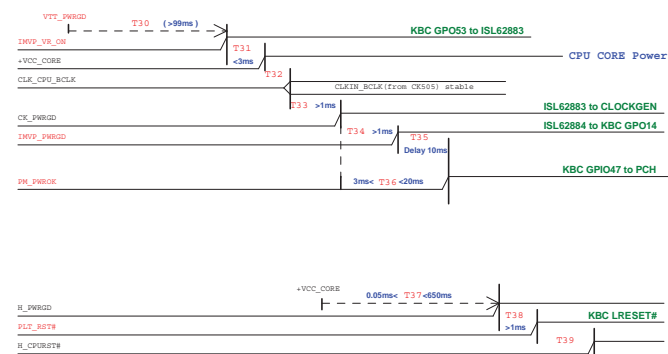 VTT_PWRGD
T30 (>99ms)
KBC GPO53 to ISL62883
IMVP_VR_ON
T31
<3ms
+VCC_CORE
CPU CORE Power
T32
CLK_CPU_BCLK
CLKIN_BCLK(from CK505) stable
T33 >1ms
ISL62883 to CLOCKGEN
CK_PWRGD
T34 >1ms
ISL62884 to KBC GPO14
IMVP_PWRGD
T35
Delay 10ms
KBC GPIO47 to PCH
PM_PWROK
3ms< T36 <20ms
+VCC_CORE
0.05ms< T37 <650ms
H_PWRGD
T38
>1ms
KBC LRESET#
PLT_RST#
T39
H_CPURST#